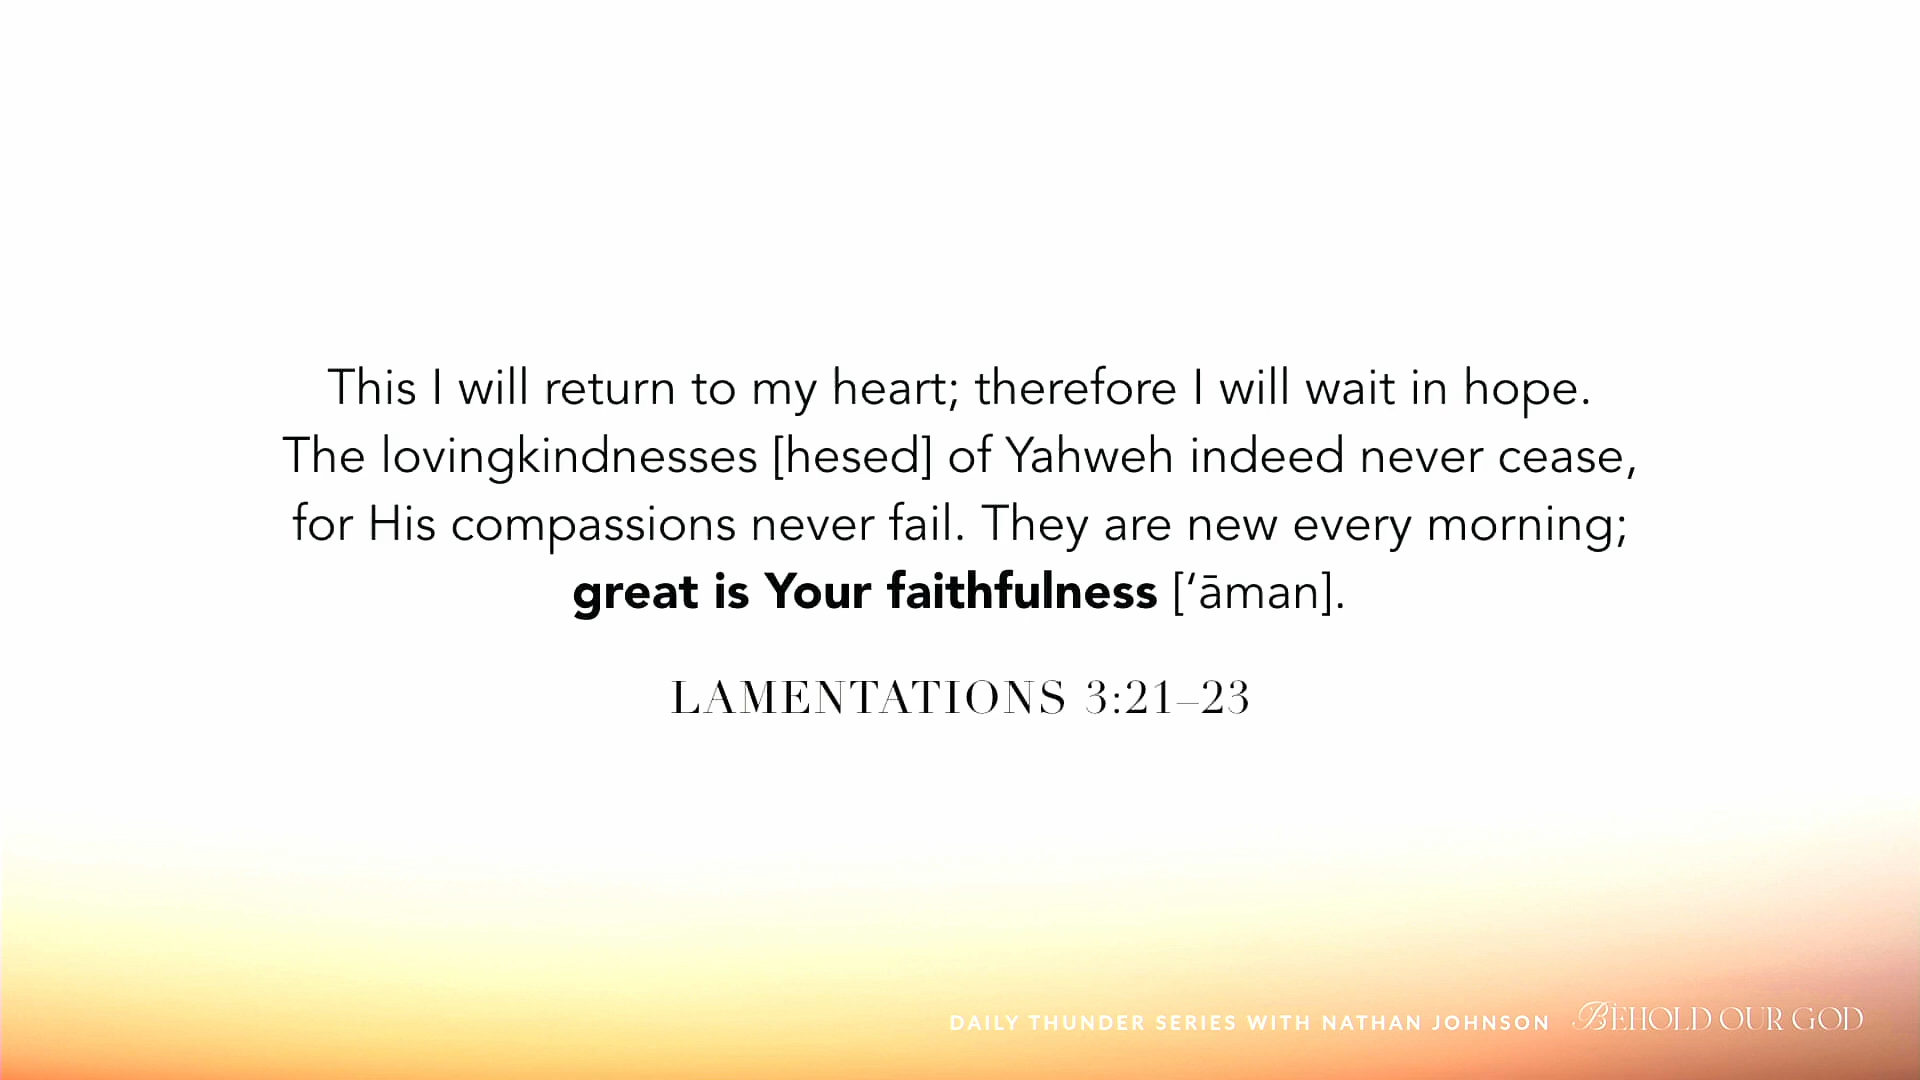 This I will return to my heart; therefore I will wait in hope.
The lovingkindnesses [hesed] of Yahweh indeed never cease,
for His compassions never fail. They are new every morning;
great is Your faithfulness [‘āman].
LAMENTATIONS 3:21–23
DAILY THUNDER SERIES WITH NATHAN JOHNSON BEHOLD OUR GOD